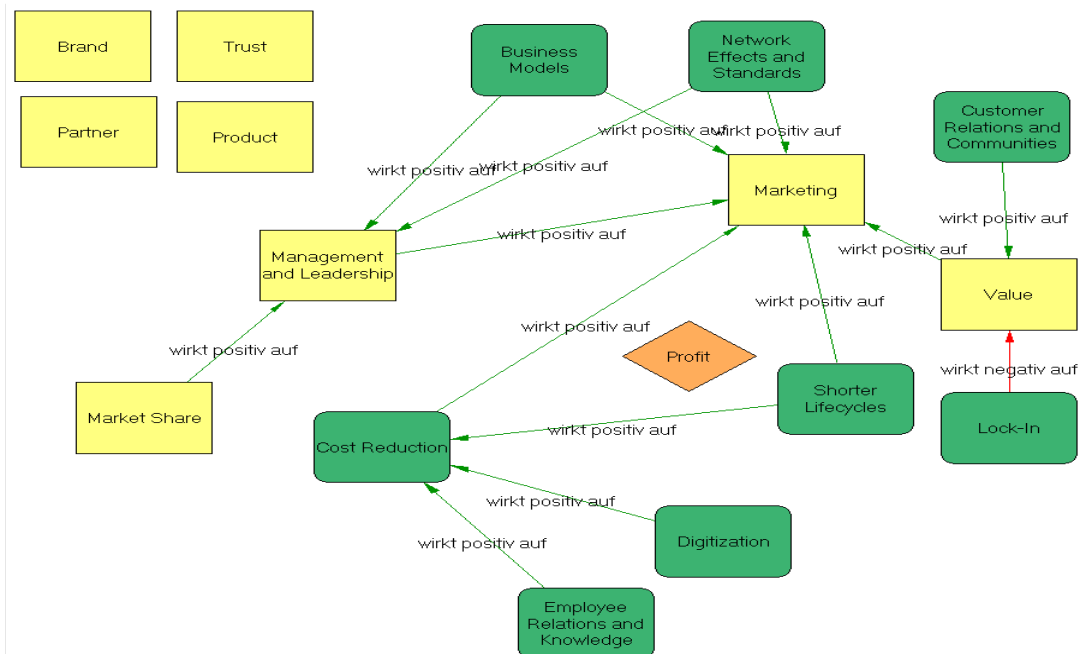 Brand
Trust
Business
Models
Network
Effects and
Standards
Partner
Product
Customer
Relations and
Communities
wirkt positiv auf
wirkt positiv auf
wirkt positiv auf
wirkt positiv auf
Marketing
wirkt positiv auf
wirkt positiv auf
wirkt positiv auf
Management
and Leadership
Value
wirkt positiv auf
wirkt positiv auf
wirkt positiv auf
Profit
wirkt negativ auf
Market Share
Shorter
Lifecycles
Lock-In
Cost Reduction
wirkt positiv auf
wirkt positiv auf
Digitization
wirkt positiv auf
Employee
Relations and
Knowledge